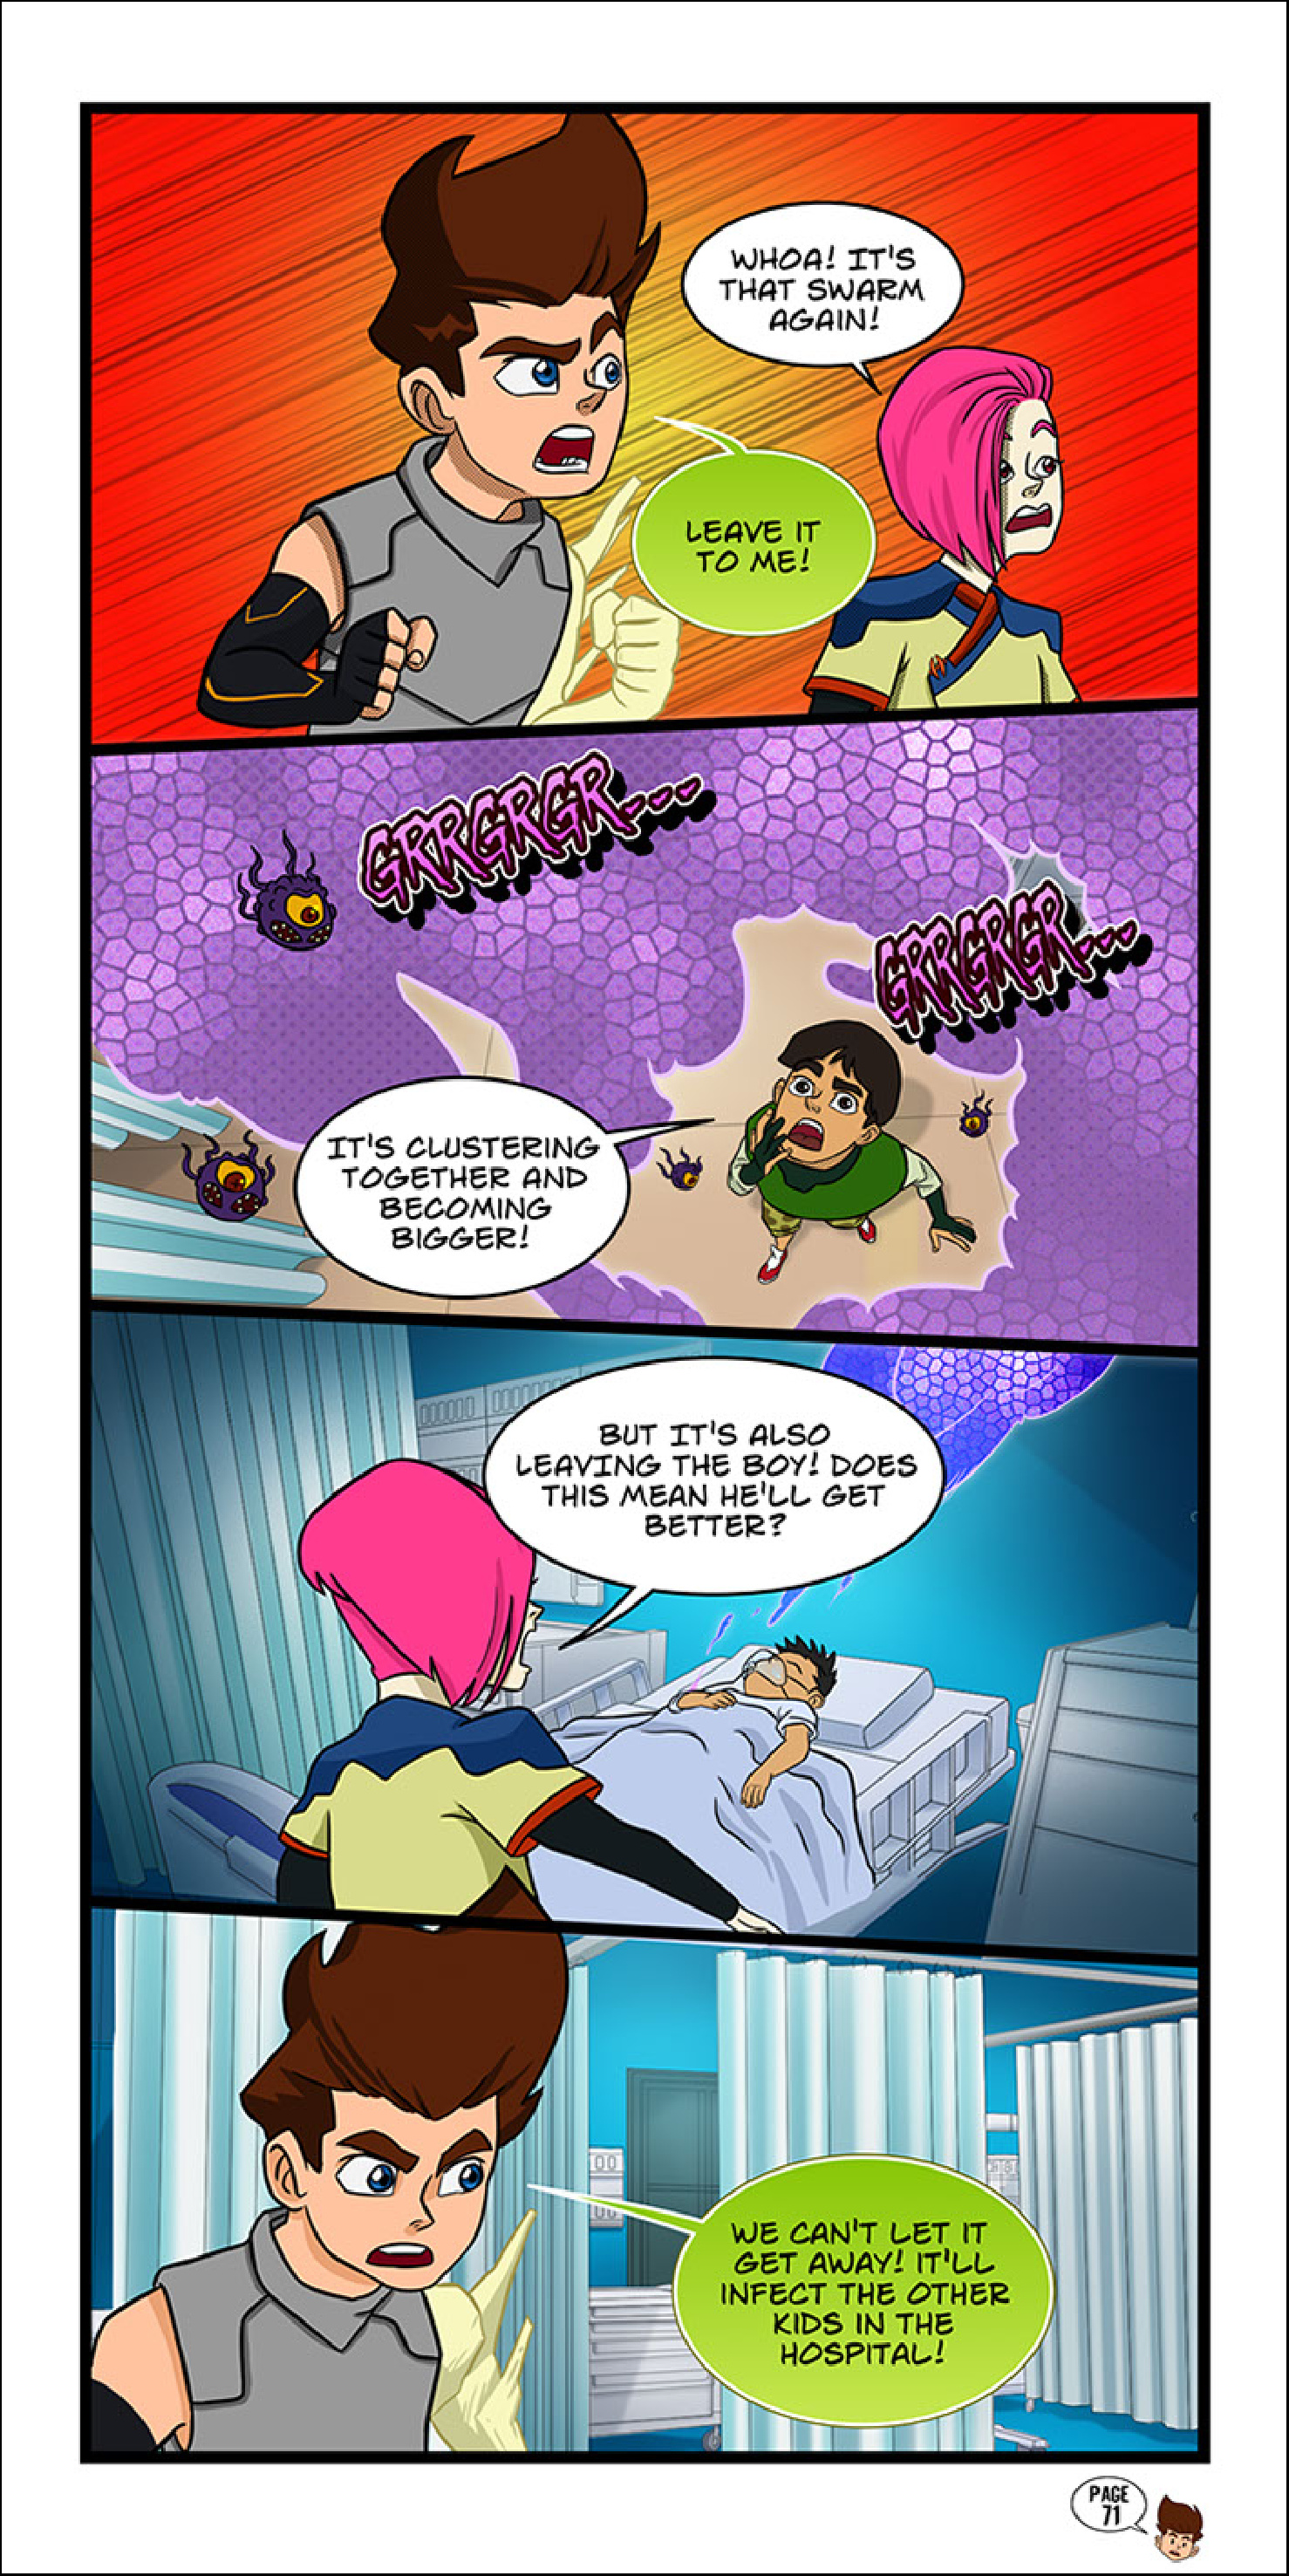 WHOA! IT'S
THAT SWARM
AGAIN!
LEAVE IT
TO ME!
GRRGRGR...
GRRGRGR...
IT'S CLUSTERING
TOGETHER AND
BECOMING
BIGGER!
BUT IT'S ALSO
LEAVING THE BOY! DOES
THIS MEAN HE'LL GET
BETTER?
WE CAN'T LET IT
GET AWAY! IT'LL
INFECT THE OTHER
KIDS IN THE
HOSPITAL!
PAGE
71